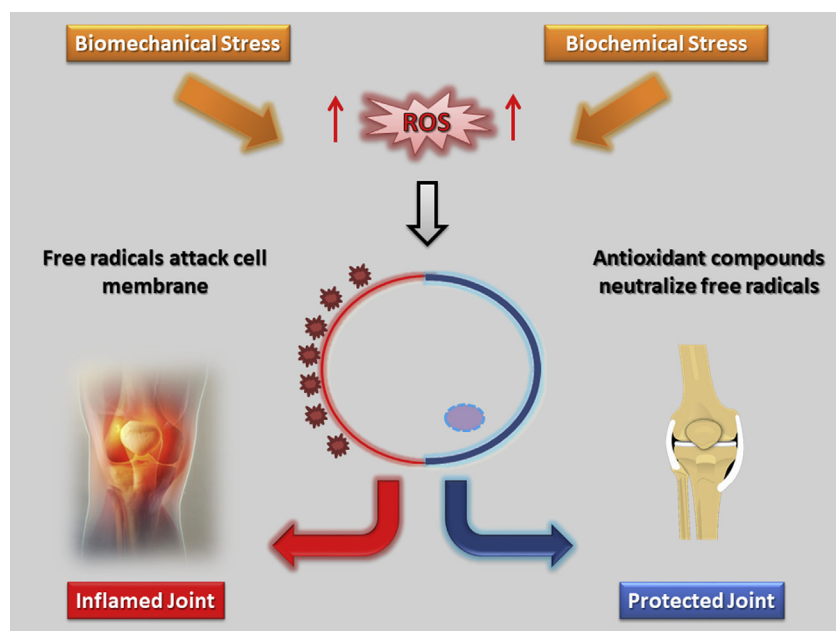 Biomechanical Stress
Biochemical Stress
ROS
Free radicals attack cell
membrane
Antioxidant compounds
neutralize free radicals
Inflamed Joint
Protected Joint